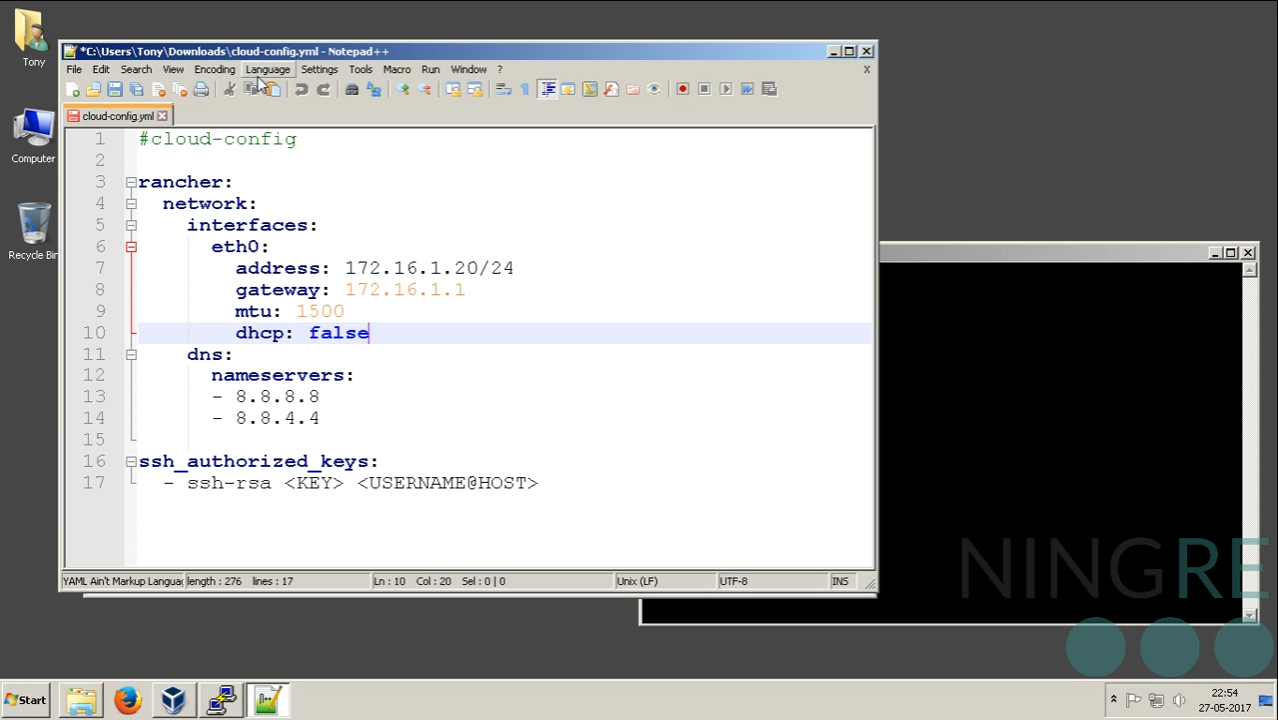 Tony
Computer
Recycle Bin
*C:\Users\Tony\Downloads\cloud-config.yml - Notepad++
File Edit Search View Encoding Language Settings Tools Macro Run Window ? X
cloud-config.yml
1 #cloud-config
2
3 rancher:
4 network:
5 interfaces:
6 eth0:
7 address: 172.16.1.20/24
8 gateway: 172.16.1.1
9 mtu: 1500
10 dhcp: false
11 dns:
12 nameservers:
13 - 8.8.8.8
14 - 8.8.4.4
15
16 ssh_authorized_keys:
17 - ssh-rsa <KEY> <USERNAME@HOST>
YAML Ain't Markup Languag length : 276 lines : 17 Ln : 10 Col : 20 Sel : 0 | 0 Unix (LF) UTF-8 INS
NINGRE
Start
22:54
27-05-2017